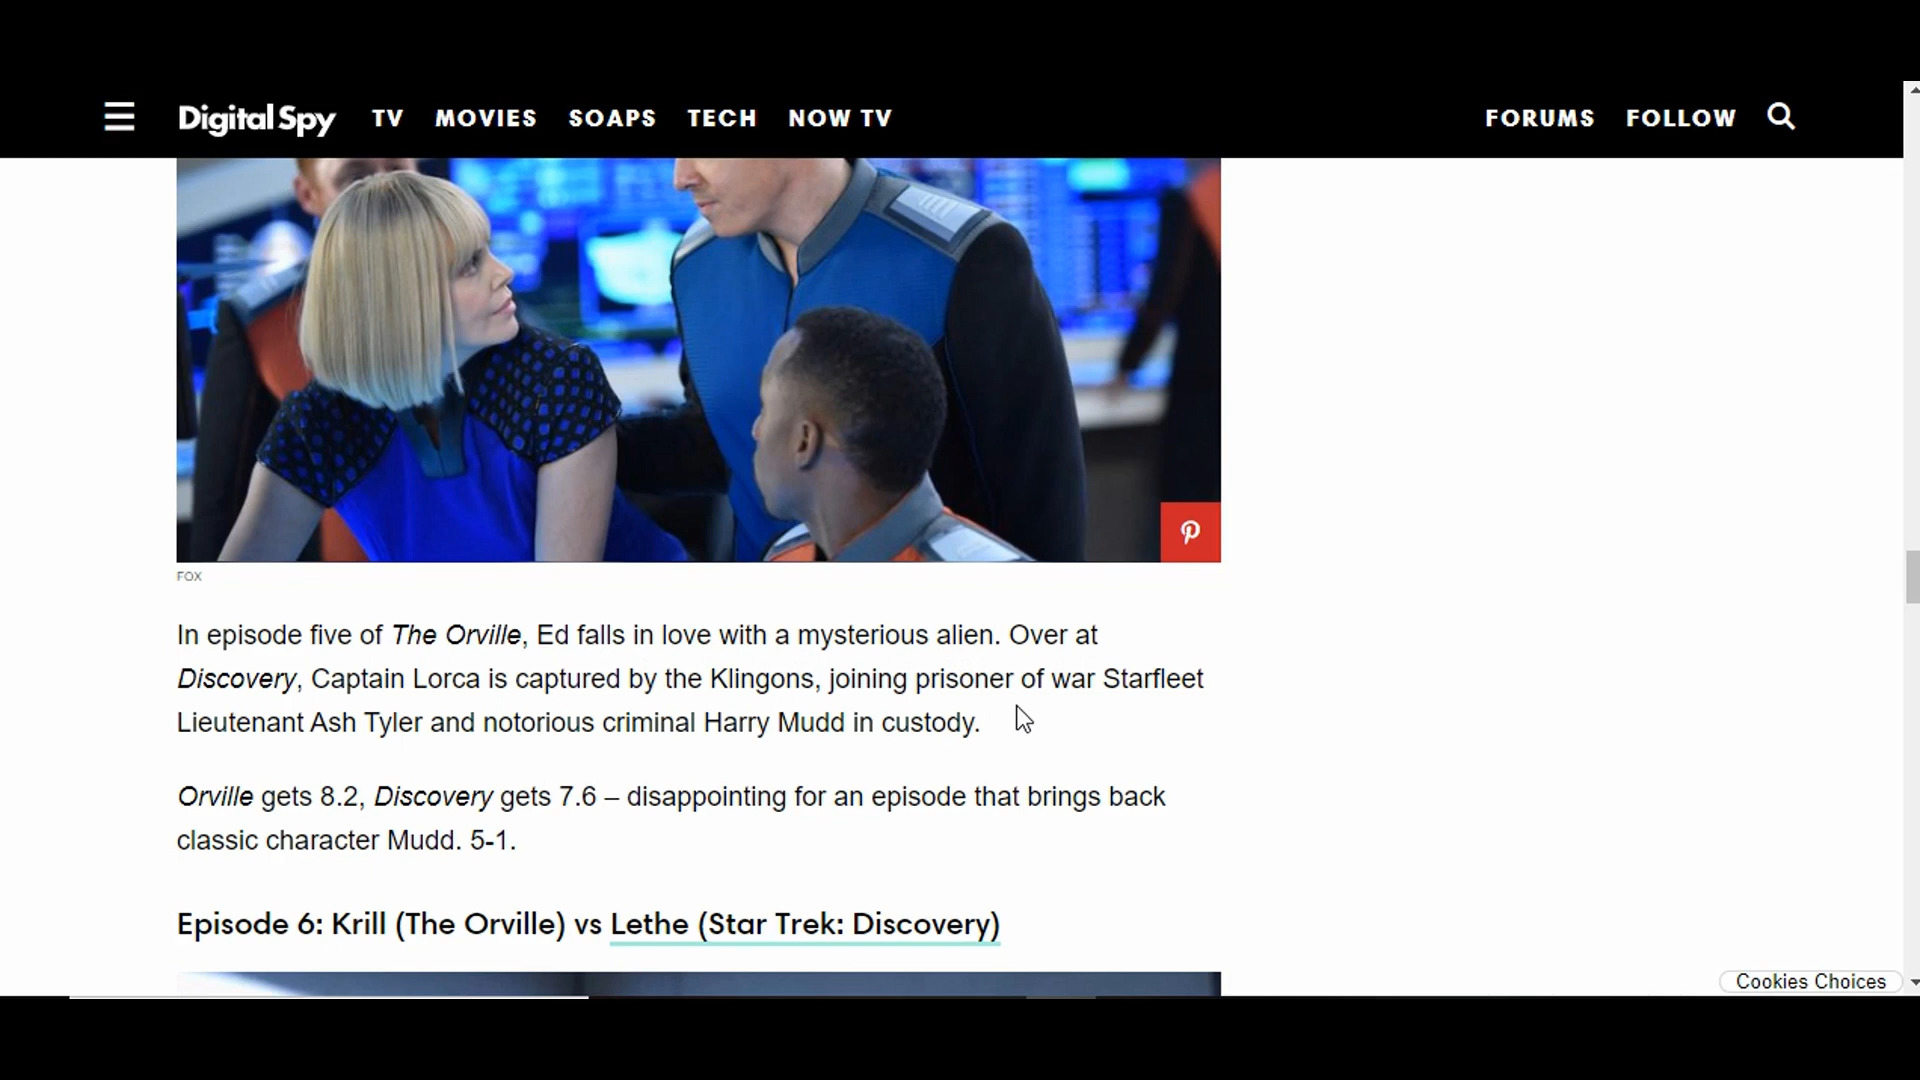 Digital Spy TV MOVIES SOAPS TECH NOW TV FORUMS FOLLOW
FOX
In episode five of The Orville, Ed falls in love with a mysterious alien. Over at
Discovery, Captain Lorca is captured by the Klingons, joining prisoner of war Starfleet
Lieutenant Ash Tyler and notorious criminal Harry Mudd in custody.
Orville gets 8.2, Discovery gets 7.6 – disappointing for an episode that brings back
classic character Mudd. 5-1.
Episode 6: Krill (The Orville) vs Lethe (Star Trek: Discovery)
Cookies Choices